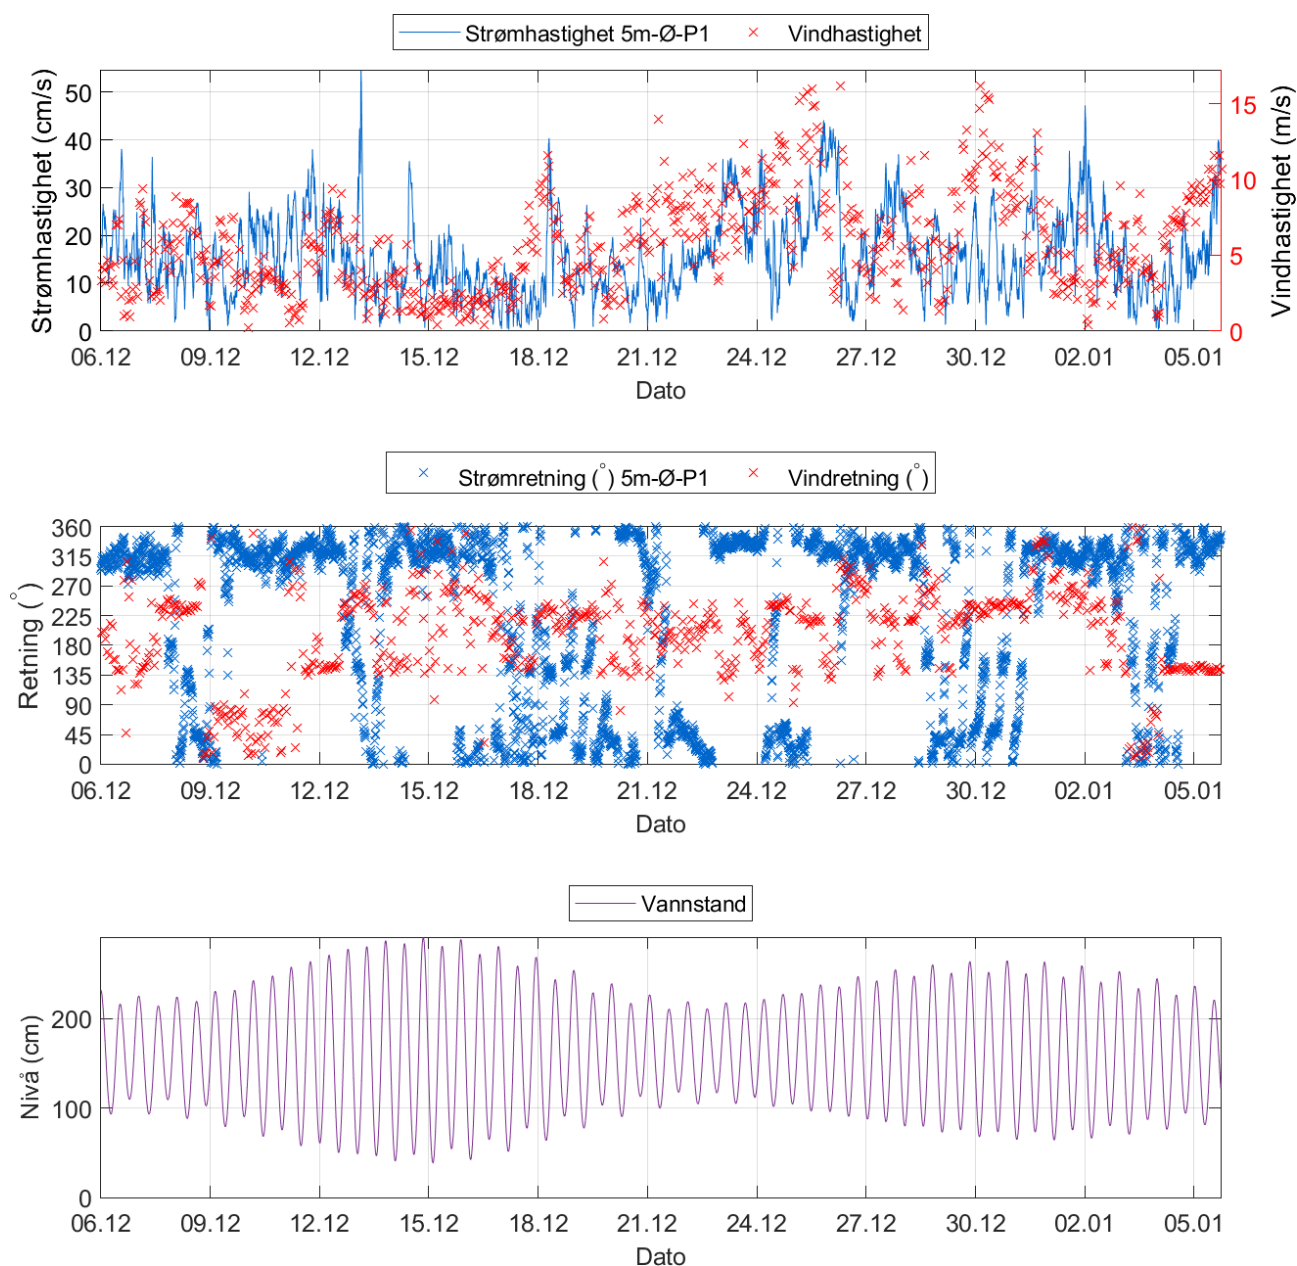 Strømhastighet 5m-Ø-P1 Vindhastighet
Strømhastighet (cm/s)
50
40
30
20
10
0
15
10
5
0
Vindhastighet (m/s)
06.12 09.12 12.12 15.12 18.12 21.12 24.12 27.12 30.12 02.01 05.01
Dato
Strømretning (°) 5m-Ø-P1 Vindretning (°)
Retning (°)
360
315
270
225
180
135
90
45
0
06.12 09.12 12.12 15.12 18.12 21.12 24.12 27.12 30.12 02.01 05.01
Dato
Vannstand
Nivå (cm)
200
100
0
06.12 09.12 12.12 15.12 18.12 21.12 24.12 27.12 30.12 02.01 05.01
Dato